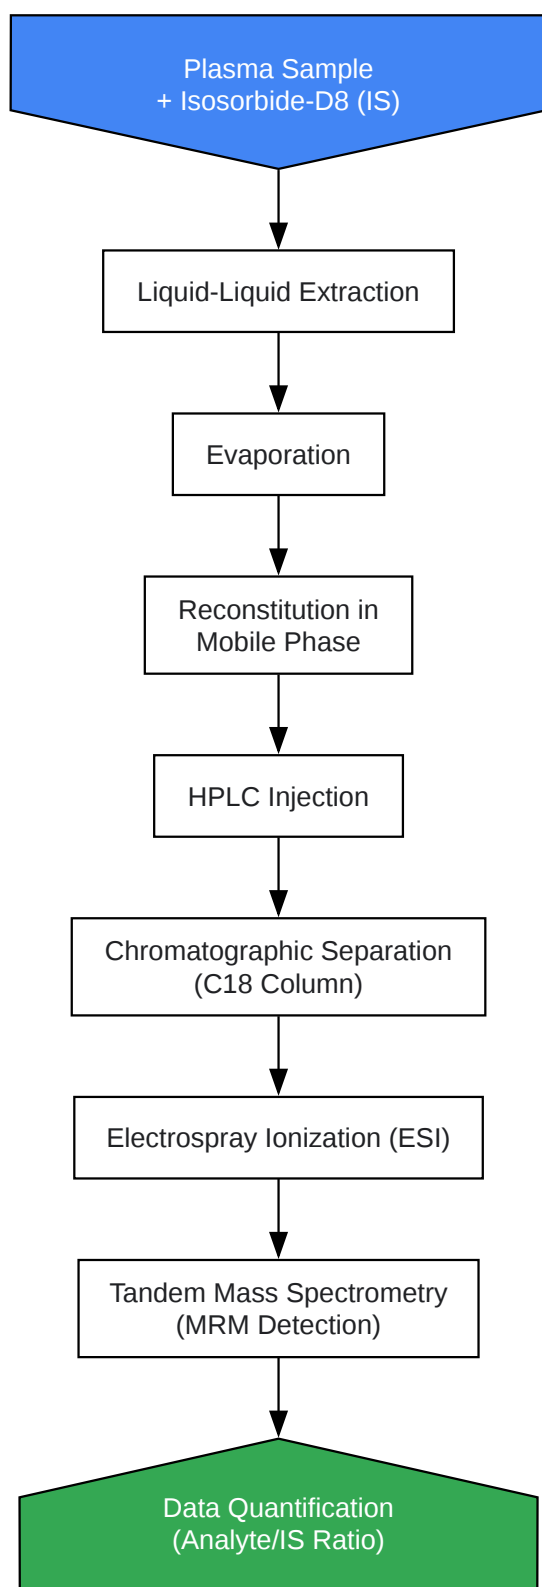 Plasma Sample
+ Isosorbide-D8 (IS)
Liquid-Liquid Extraction
Evaporation
Reconstitution in
Mobile Phase
HPLC Injection
Chromatographic Separation
(C18 Column)
Electrospray Ionization (ESI)
Tandem Mass Spectrometry
(MRM Detection)
Data Quantification
(Analyte/IS Ratio)